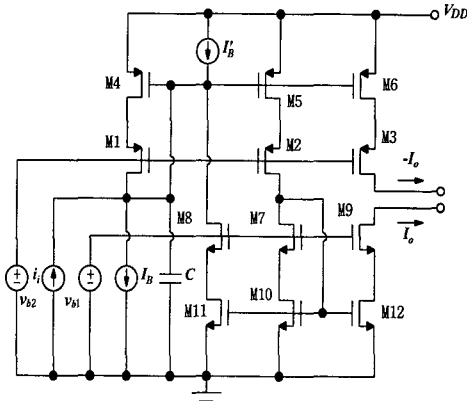 V_DD
I'_B
M4
M5
M6
M1
M2
M3
-I_o
M8
M7
M9
I_o
v_b2
i_i
v_b1
I_B
C
M11
M10
M12